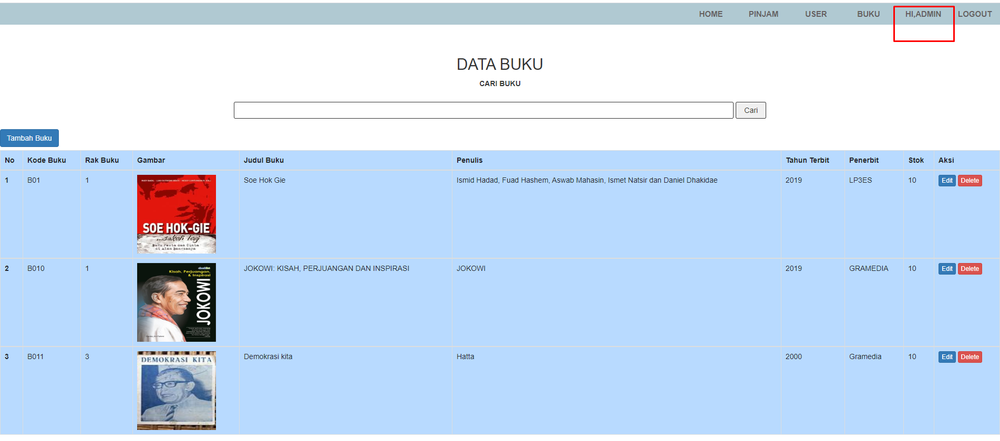 HOME PINJAM USER BUKU HI,ADMIN LOGOUT
DATA BUKU
CARI BUKU
Cari
Tambah Buku
No Kode Buku Rak Buku Gambar Judul Buku Penulis Tahun Terbit Penerbit Stok Aksi
1 B01 1 Soe Hok Gie Ismid Hadad, Fuad Hashem, Aswab Mahasin, Ismet Natsir dan Daniel Dhakidae 2019 LP3ES 10 Edit Delete
SOE HOK-GIE
...sekali lagi
Buku Pesta dan Cinta
di Alam Bangsanya
2 B010 1 JOKOWI: KISAH, PERJUANGAN DAN INSPIRASI JOKOWI 2019 GRAMEDIA 10 Edit Delete
Kisah, Perjuangan,
& Inspirasi
JOKOWI
3 B011 3 Demokrasi kita Hatta 2000 Gramedia 10 Edit Delete
DEMOKRASI KITA